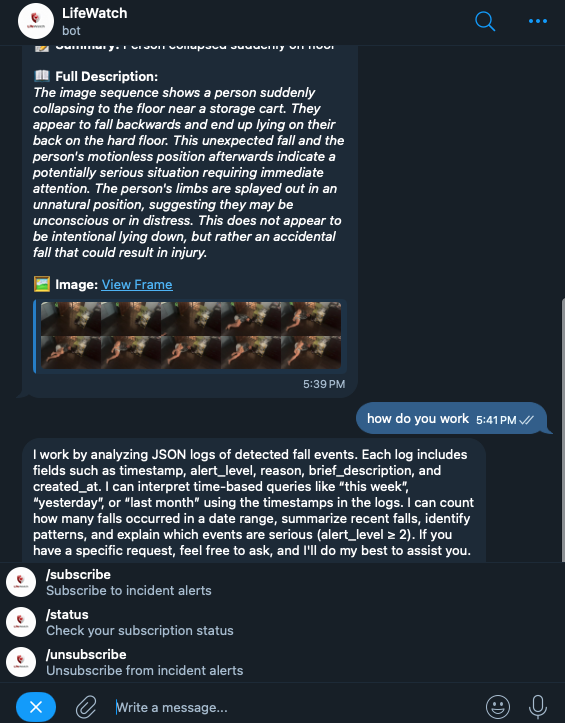 LifeWatch
bot
Summary: Person collapsed suddenly on floor
Full Description:
The image sequence shows a person suddenly
collapsing to the floor near a storage cart. They
appear to fall backwards and end up lying on their
back on the hard floor. This unexpected fall and the
person's motionless position afterwards indicate a
potentially serious situation requiring immediate
attention. The person's limbs are splayed out in an
unnatural position, suggesting they may be
unconscious or in distress. This does not appear to
be intentional lying down, but rather an accidental
fall that could result in injury.
Image: View Frame
5:39 PM
how do you work 5:41 PM
I work by analyzing JSON logs of detected fall events. Each log includes
fields such as timestamp, alert_level, reason, brief_description, and
created_at. I can interpret time-based queries like “this week”,
“yesterday”, or “last month” using the timestamps in the logs. I can count
how many falls occurred in a date range, summarize recent falls, identify
patterns, and explain which events are serious (alert_level ≥ 2). If you
have a specific request, feel free to ask, and I'll do my best to assist you.
/subscribe
Subscribe to incident alerts
/status
Check your subscription status
/unsubscribe
Unsubscribe from incident alerts
Write a message...